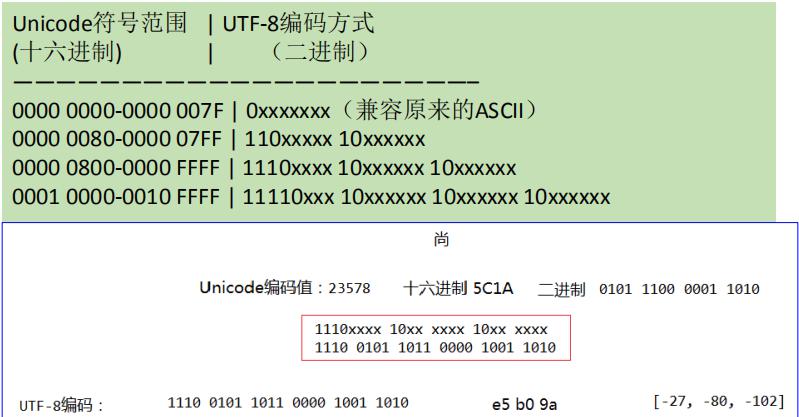 Unicode符号范围 | UTF-8编码方式
(十六进制) | （二进制）
————————————————————————
0000 0000-0000 007F | 0xxxxxxx（兼容原来的ASCII）
0000 0080-0000 07FF | 110xxxxx 10xxxxxx
0000 0800-0000 FFFF | 1110xxxx 10xxxxxx 10xxxxxx
0001 0000-0010 FFFF | 11110xxx 10xxxxxx 10xxxxxx 10xxxxxx
尚
Unicode编码值：23578 十六进制 5C1A 二进制 0101 1100 0001 1010
1110xxxx 10xx xxxx 10xx xxxx
1110 0101 1011 0000 1001 1010
UTF-8编码： 1110 0101 1011 0000 1001 1010 e5 b0 9a [-27, -80, -102]